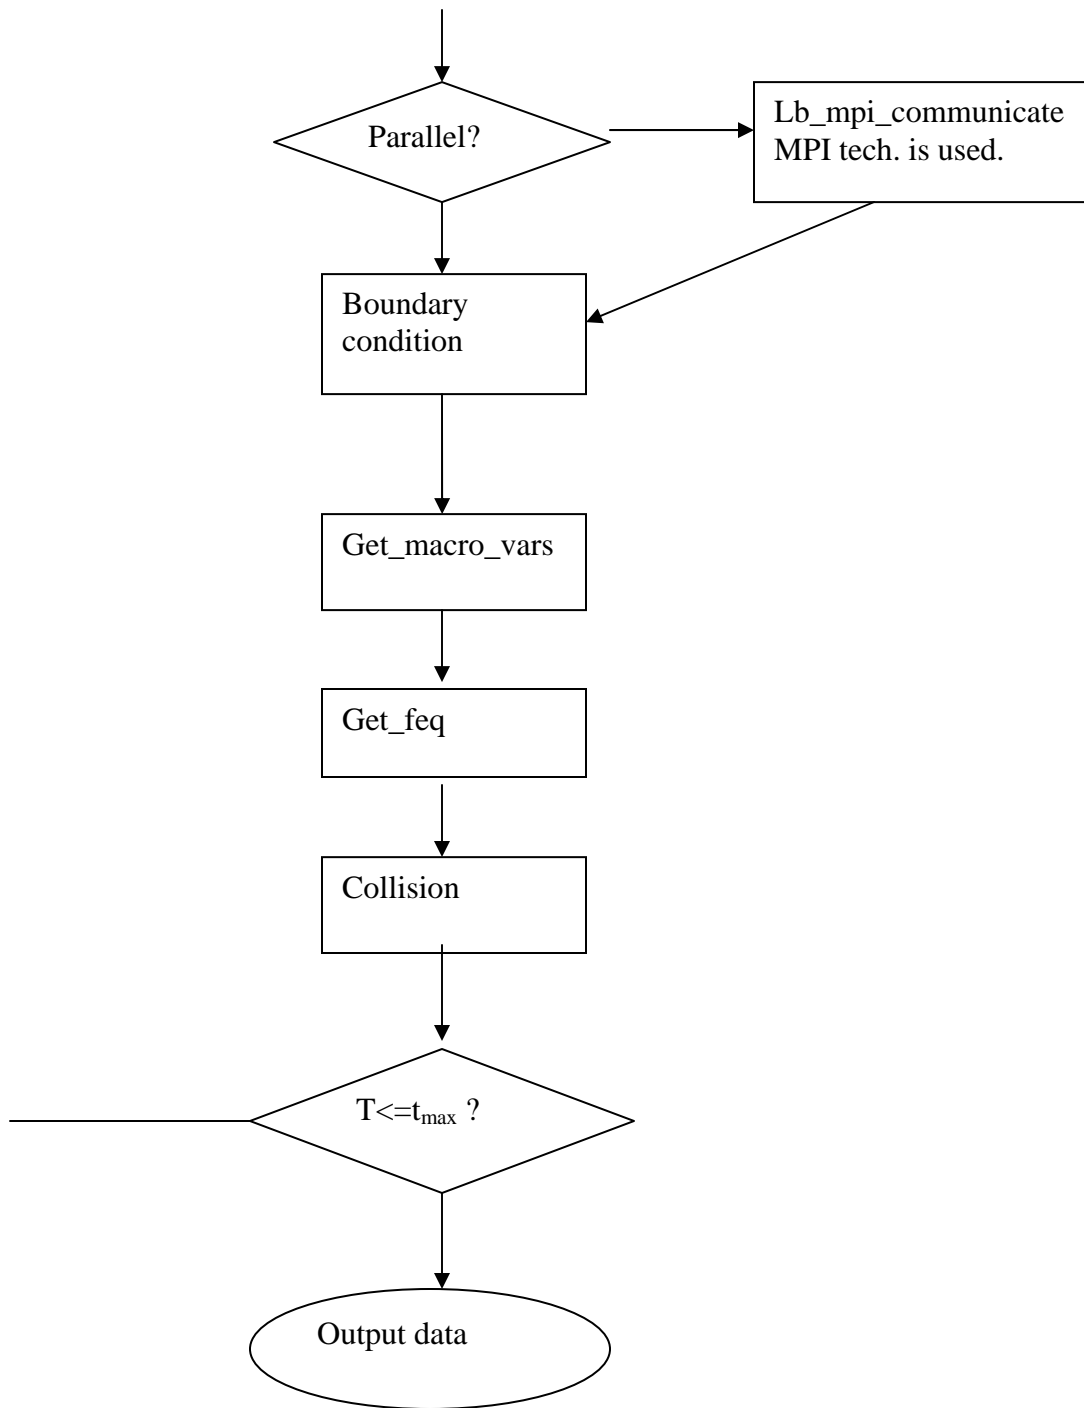 Parallel?
Lb_mpi_communicate
MPI tech. is used.
Boundary
condition
Get_macro_vars
Get_feq
Collision
T<=tmax ?
Output data